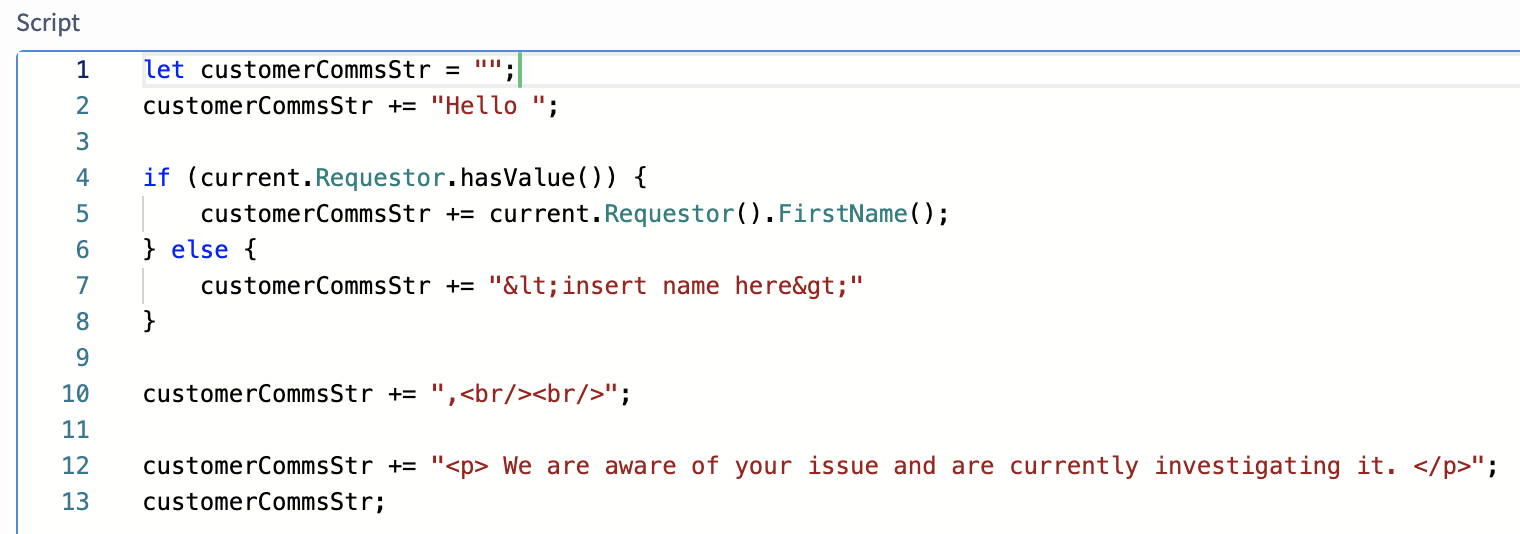 Script
1 let customerCommsStr = "";
2 customerCommsStr += "Hello ";
3
4 if (current.Requestor.hasValue()) {
5     customerCommsStr += current.Requestor().FirstName();
6 } else {
7     customerCommsStr += "&lt;insert name here&gt;"
8 }
9
10 customerCommsStr += ",<br/><br/>";
11
12 customerCommsStr += "<p> We are aware of your issue and are currently investigating it. </p>";
13 customerCommsStr;